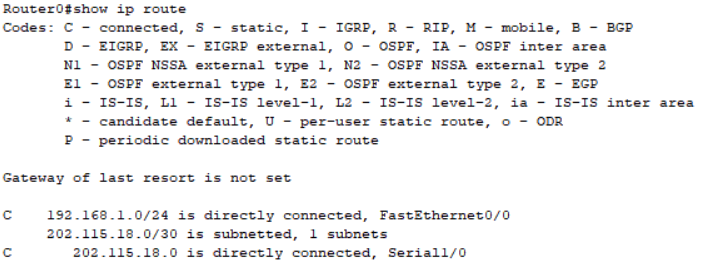 Router0#show ip route
Codes: C - connected, S - static, I - IGRP, R - RIP, M - mobile, B - BGP
       D - EIGRP, EX - EIGRP external, O - OSPF, IA - OSPF inter area
       N1 - OSPF NSSA external type 1, N2 - OSPF NSSA external type 2
       E1 - OSPF external type 1, E2 - OSPF external type 2, E - EGP
       i - IS-IS, L1 - IS-IS level-1, L2 - IS-IS level-2, ia - IS-IS inter area
       * - candidate default, U - per-user static route, o - ODR
       P - periodic downloaded static route
Gateway of last resort is not set
C    192.168.1.0/24 is directly connected, FastEthernet0/0
     202.115.18.0/30 is subnetted, 1 subnets
C       202.115.18.0 is directly connected, Serial1/0